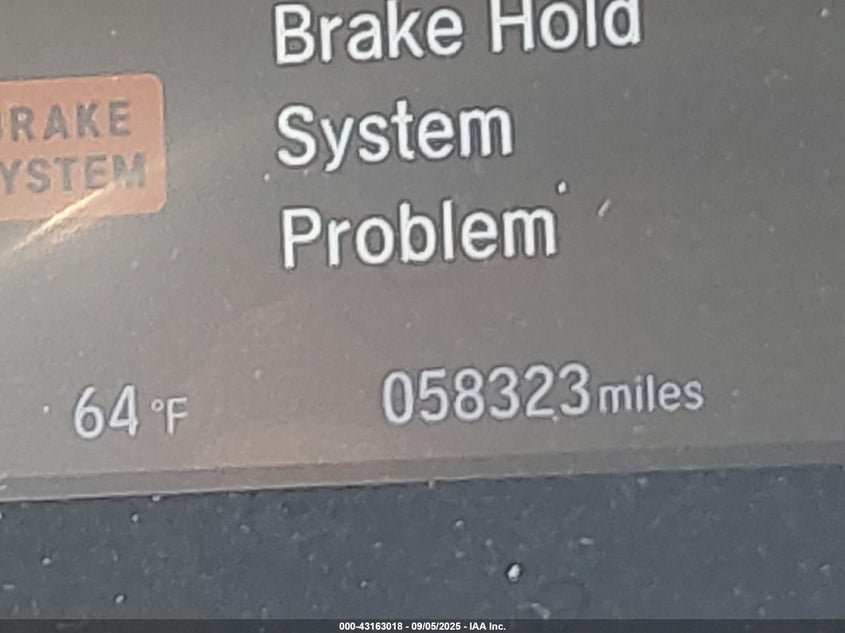 Brake Hold
System
Problem
BRAKE
SYSTEM
64 °F
058323 miles
000-43163018 - 09/05/2025 - IAA Inc.